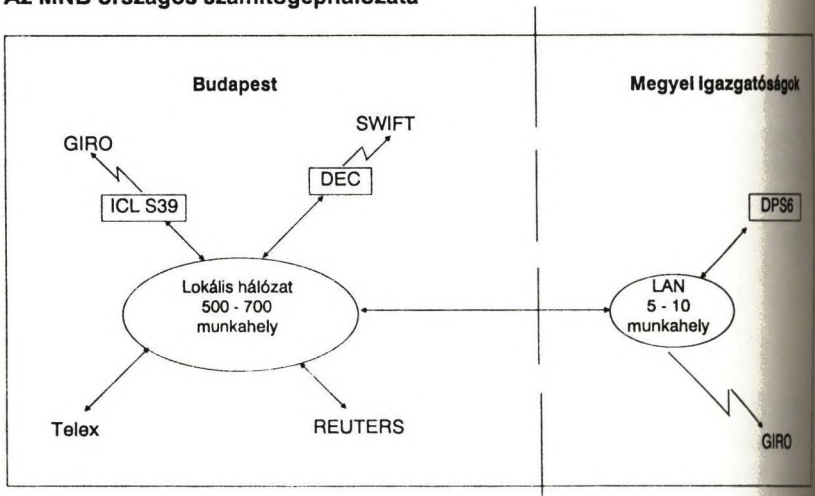 Az MNB országos számítógéphálózata
Budapest
Megyei Igazgatóságok
SWIFT
GIRO
DEC
ICL S39
DPS6
Lokális hálózat
500 - 700
munkahely
LAN
5 - 10
munkahely
Telex
REUTERS
GIRO